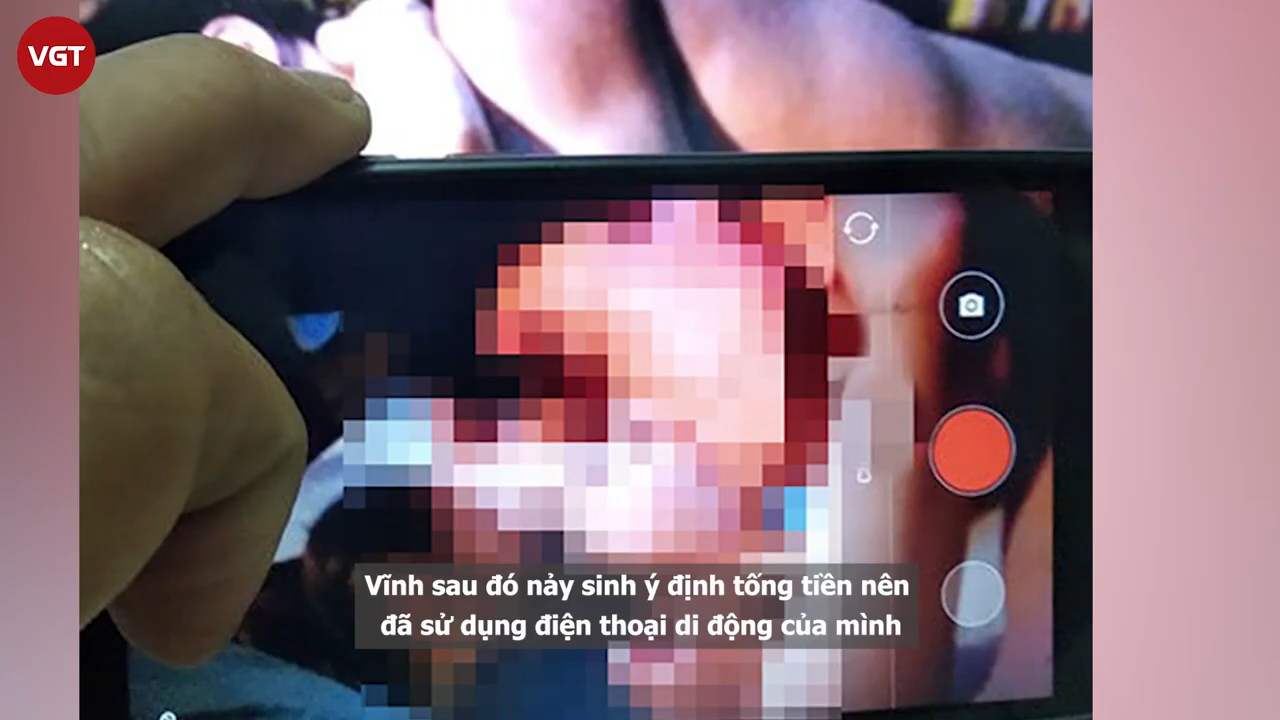 VGT
Vĩnh sau đó nảy sinh ý định tống tiền nên
đã sử dụng điện thoại di động của mình